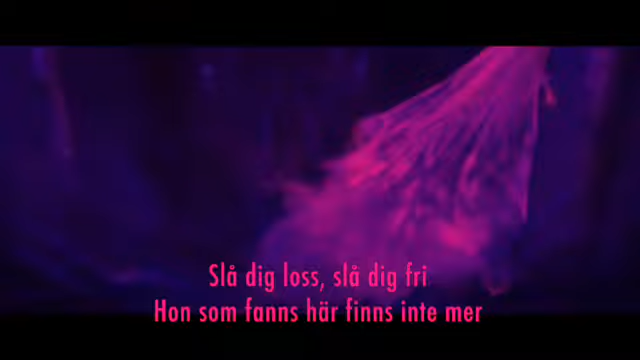 Slå dig loss, slå dig fri
Hon som fanns här finns inte mer